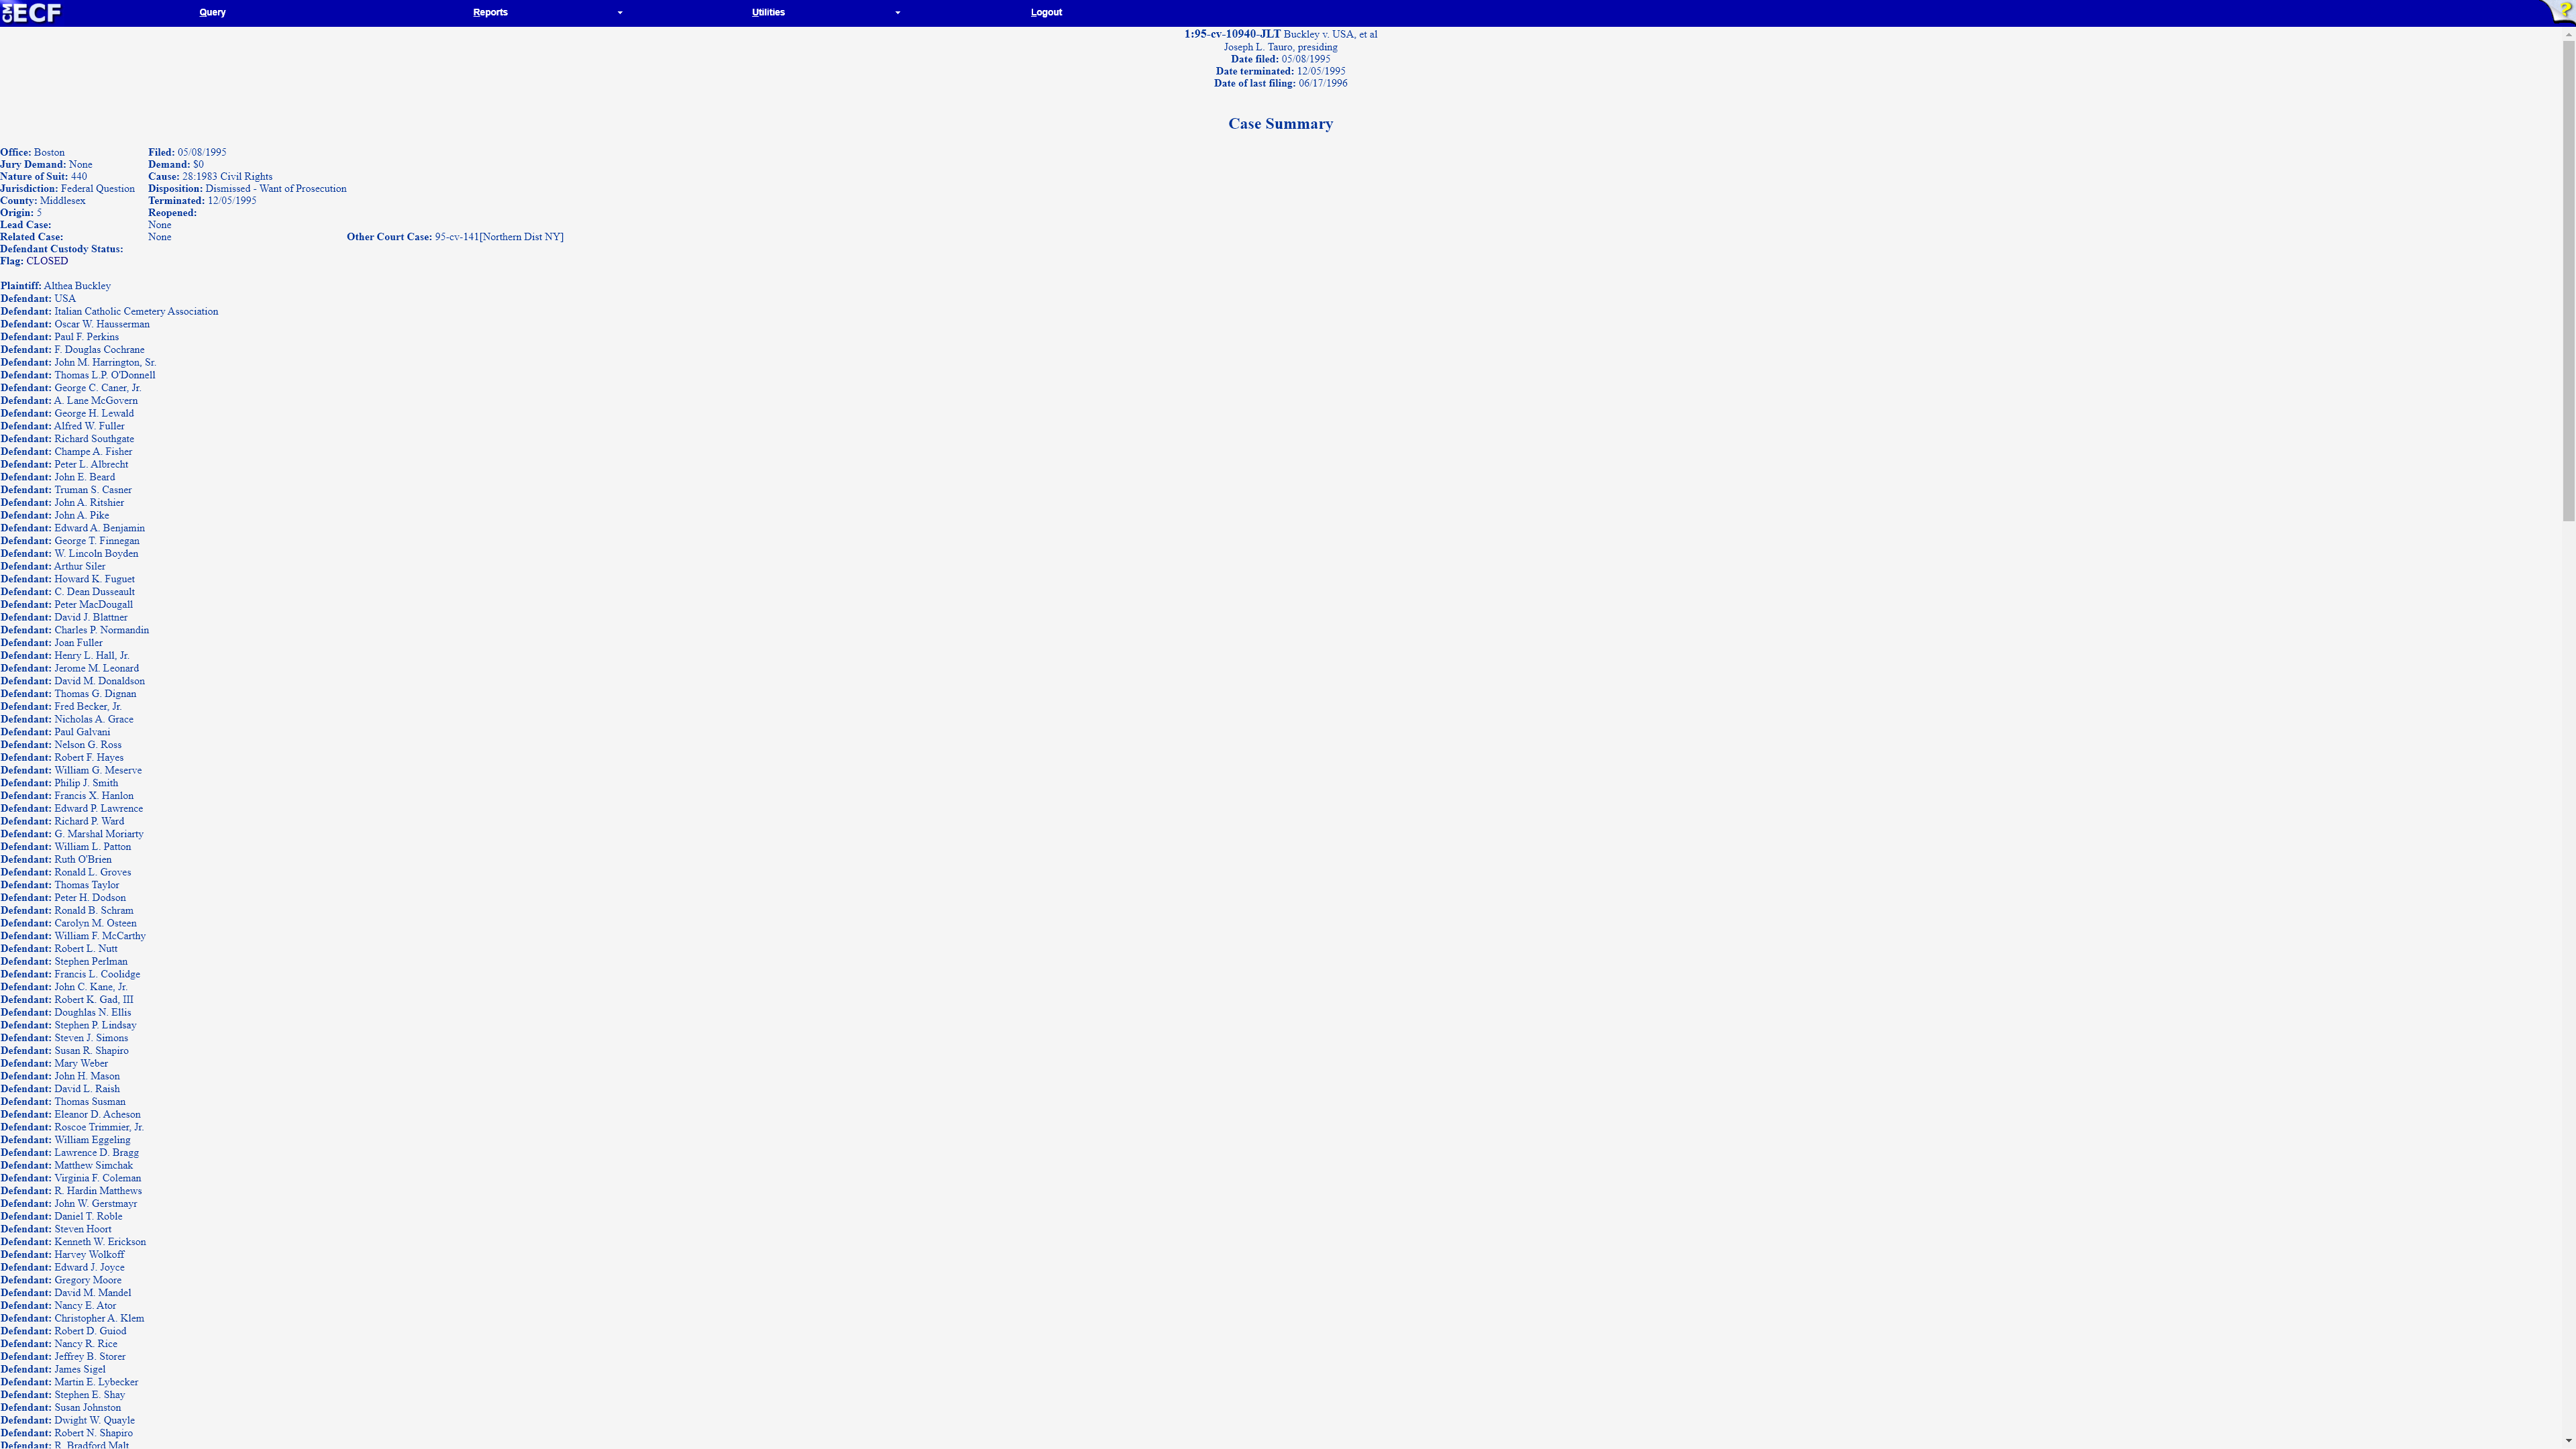 CM ECF Query Reports Utilities Logout ?
1:95-cv-10940-JLT Buckley v. USA, et al
Joseph L. Tauro, presiding
Date filed: 05/08/1995
Date terminated: 12/05/1995
Date of last filing: 06/17/1996
Case Summary
Office: Boston Filed: 05/08/1995
Jury Demand: None Demand: $0
Nature of Suit: 440 Cause: 28:1983 Civil Rights
Jurisdiction: Federal Question Disposition: Dismissed - Want of Prosecution
County: Middlesex Terminated: 12/05/1995
Origin: 5 Reopened:
Lead Case: None
Related Case: None Other Court Case: 95-cv-141[Northern Dist NY]
Defendant Custody Status:
Flag: CLOSED
Plaintiff: Althea Buckley
Defendant: USA
Defendant: Italian Catholic Cemetery Association
Defendant: Oscar W. Hausserman
Defendant: Paul F. Perkins
Defendant: F. Douglas Cochrane
Defendant: John M. Harrington, Sr.
Defendant: Thomas L.P. O'Donnell
Defendant: George C. Caner, Jr.
Defendant: A. Lane McGovern
Defendant: George H. Lewald
Defendant: Alfred W. Fuller
Defendant: Richard Southgate
Defendant: Champe A. Fisher
Defendant: Peter L. Albrecht
Defendant: John E. Beard
Defendant: Truman S. Casner
Defendant: John A. Ritshier
Defendant: John A. Pike
Defendant: Edward A. Benjamin
Defendant: George T. Finnegan
Defendant: W. Lincoln Boyden
Defendant: Arthur Siler
Defendant: Howard K. Fuguet
Defendant: C. Dean Dusseault
Defendant: Peter MacDougall
Defendant: David J. Blattner
Defendant: Charles P. Normandin
Defendant: Joan Fuller
Defendant: Henry L. Hall, Jr.
Defendant: Jerome M. Leonard
Defendant: David M. Donaldson
Defendant: Thomas G. Dignan
Defendant: Fred Becker, Jr.
Defendant: Nicholas A. Grace
Defendant: Paul Galvani
Defendant: Nelson G. Ross
Defendant: Robert F. Hayes
Defendant: William G. Meserve
Defendant: Philip J. Smith
Defendant: Francis X. Hanlon
Defendant: Edward P. Lawrence
Defendant: Richard P. Ward
Defendant: G. Marshal Moriarty
Defendant: William L. Patton
Defendant: Ruth O'Brien
Defendant: Ronald L. Groves
Defendant: Thomas Taylor
Defendant: Peter H. Dodson
Defendant: Ronald B. Schram
Defendant: Carolyn M. Osteen
Defendant: William F. McCarthy
Defendant: Robert L. Nutt
Defendant: Stephen Perlman
Defendant: Francis L. Coolidge
Defendant: John C. Kane, Jr.
Defendant: Robert K. Gad, III
Defendant: Doughlas N. Ellis
Defendant: Stephen P. Lindsay
Defendant: Steven J. Simons
Defendant: Susan R. Shapiro
Defendant: Mary Weber
Defendant: John H. Mason
Defendant: David L. Raish
Defendant: Thomas Susman
Defendant: Eleanor D. Acheson
Defendant: Roscoe Trimmier, Jr.
Defendant: William Eggeling
Defendant: Lawrence D. Bragg
Defendant: Matthew Simchak
Defendant: Virginia F. Coleman
Defendant: R. Hardin Matthews
Defendant: John W. Gerstmayr
Defendant: Daniel T. Roble
Defendant: Steven Hoort
Defendant: Kenneth W. Erickson
Defendant: Harvey Wolkoff
Defendant: Edward J. Joyce
Defendant: Gregory Moore
Defendant: David M. Mandel
Defendant: Nancy E. Ator
Defendant: Christopher A. Klem
Defendant: Robert D. Guiod
Defendant: Nancy R. Rice
Defendant: Jeffrey B. Storer
Defendant: James Sigel
Defendant: Martin E. Lybecker
Defendant: Stephen E. Shay
Defendant: Susan Johnston
Defendant: Dwight W. Quayle
Defendant: Robert N. Shapiro
Defendant: R. Bradford Malt